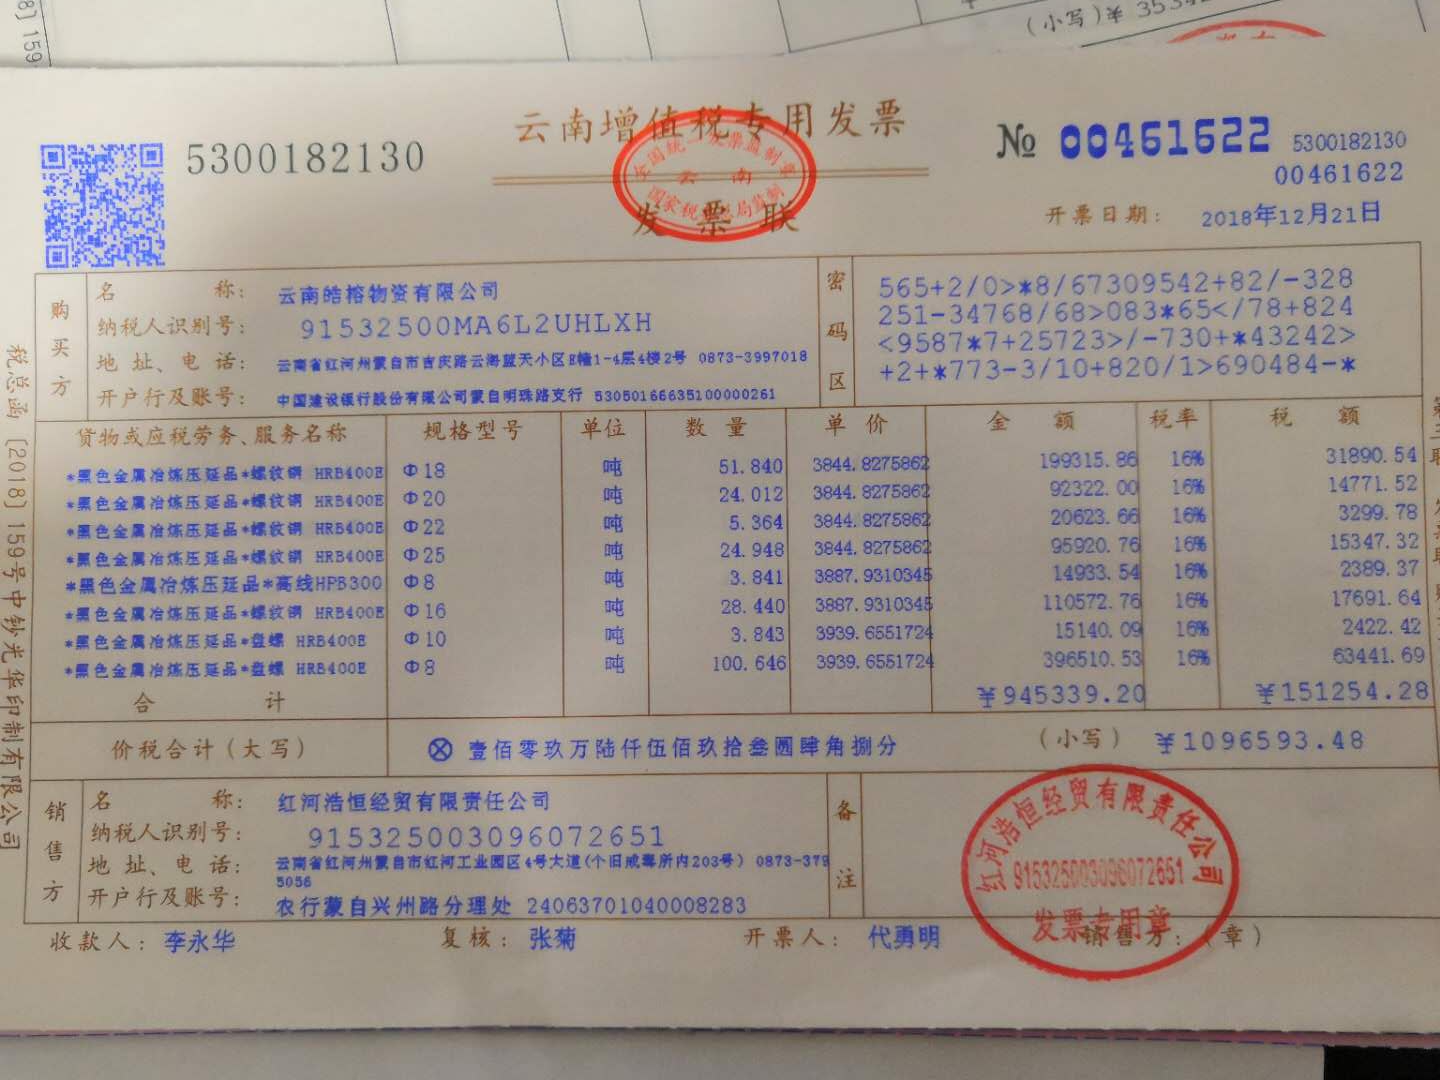 (小写)¥ 3534
8] 159
云南增值税专用发票
全国统一发票监制章
云南
发票联
5300182130
№ 00461622 5300182130
00461622
开票日期： 2018年12月21日
购买方
名称： 云南皓榕物资有限公司
纳税人识别号： 91532500MA6L2UHLXH
地址、电话： 云南省红河州蒙自市吉庆路云海蓝天小区E幢1-4层4楼2号 0873-3997018
开户行及账号： 中国建设银行股份有限公司蒙自明珠路支行 53050166635100000261
密码区
565+2/0>*8/67309542+82/-328
251-34768/68>083*65</78+824
<9587*7+25723>/-730+*43242>
+2+*773-3/10+820/1>690484-*
货物或应税劳务、服务名称 规格型号 单位 数量 单价 金额 税率 税额
*黑色金属冶炼压延品*螺纹钢 HRB400E Φ18 吨 51.840 3844.8275862 199315.86 16% 31890.54
*黑色金属冶炼压延品*螺纹钢 HRB400E Φ20 吨 24.012 3844.8275862 92322.00 16% 14771.52
*黑色金属冶炼压延品*螺纹钢 HRB400E Φ22 吨 5.364 3844.8275862 20623.66 16% 3299.78
*黑色金属冶炼压延品*螺纹钢 HRB400E Φ25 吨 24.948 3844.8275862 95920.76 16% 15347.32
*黑色金属冶炼压延品*高线HPB300 Φ8 吨 3.841 3887.9310345 14933.54 16% 2389.37
*黑色金属冶炼压延品*螺纹钢 HRB400E Φ16 吨 28.440 3887.9310345 110572.76 16% 17691.64
*黑色金属冶炼压延品*盘螺 HRB400E Φ10 吨 3.843 3939.6551724 15140.09 16% 2422.42
*黑色金属冶炼压延品*盘螺 HRB400E Φ8 吨 100.646 3939.6551724 396510.53 16% 63441.69
合计 ¥945339.20 ¥151254.28
价税合计(大写) ⊗壹佰零玖万陆仟伍佰玖拾叁圆肆角捌分 (小写) ¥1096593.48
销售方
名称： 红河浩恒经贸有限责任公司
纳税人识别号： 915325003096072651
地址、电话： 云南省红河州蒙自市红河工业园区4号大道(个旧戒毒所内203号) 0873-379
5056
开户行及账号： 农行蒙自兴州路分理处 24063701040008283
备注
红河浩恒经贸有限责任公司
915325003096072651
发票专用章
收款人： 李永华 复核： 张菊 开票人： 代勇明 销售方：(章)
税总函〔2018〕159号中钞光华印制有限公司